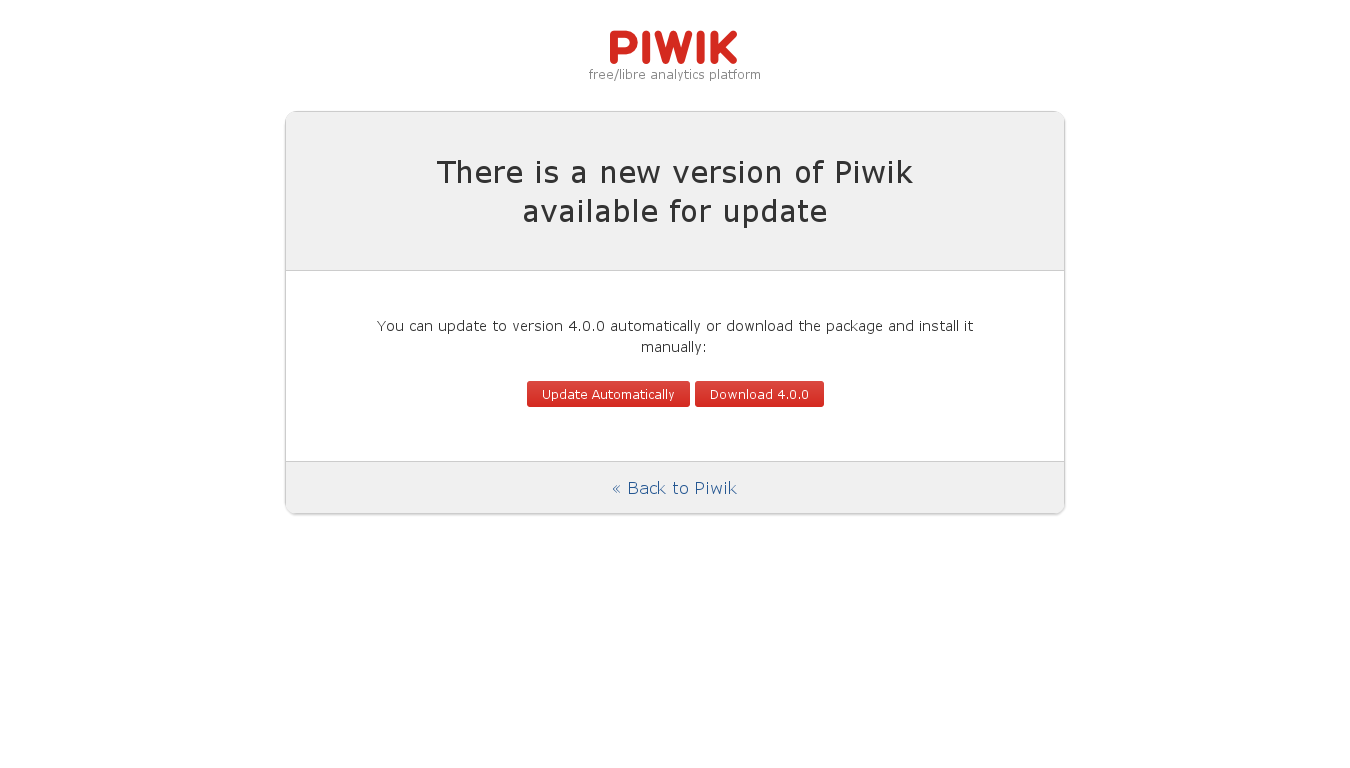 PIWIK
free/libre analytics platform
There is a new version of Piwik
available for update
You can update to version 4.0.0 automatically or download the package and install it
manually:
Update Automatically Download 4.0.0
« Back to Piwik